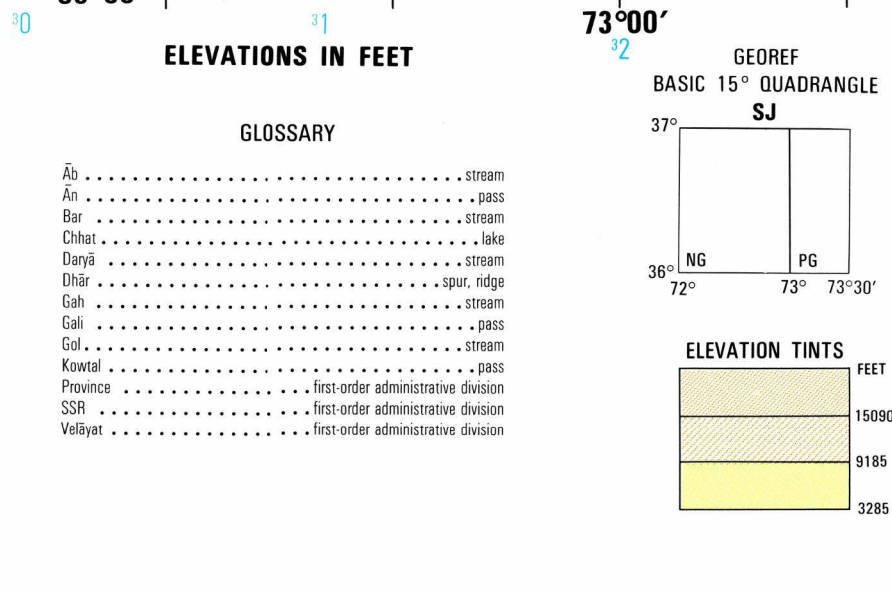 30
31
73°00′
32
ELEVATIONS IN FEET
GLOSSARY
Āb . . . . . . . . . . . . . . . . . . . . . . . . . . . . . . . . . . stream
Ān . . . . . . . . . . . . . . . . . . . . . . . . . . . . . . . . . . pass
Bar . . . . . . . . . . . . . . . . . . . . . . . . . . . . . . . . . . stream
Chhat . . . . . . . . . . . . . . . . . . . . . . . . . . . . . . . . . . lake
Daryā . . . . . . . . . . . . . . . . . . . . . . . . . . . . . . . . . . stream
Dhār . . . . . . . . . . . . . . . . . . . . . . . . . . . . . . . spur, ridge
Gah . . . . . . . . . . . . . . . . . . . . . . . . . . . . . . . . . . stream
Gali . . . . . . . . . . . . . . . . . . . . . . . . . . . . . . . . . . pass
Gol . . . . . . . . . . . . . . . . . . . . . . . . . . . . . . . . . . stream
Kowtal . . . . . . . . . . . . . . . . . . . . . . . . . . . . . . . . . pass
Province . . . . . . . . . . . . . . . first-order administrative division
SSR . . . . . . . . . . . . . . . . . first-order administrative division
Velāyat . . . . . . . . . . . . . . . . first-order administrative division
GEOREF
BASIC 15° QUADRANGLE
SJ
37°
36°
NG
PG
72°
73°
73°30′
ELEVATION TINTS
FEET
15090
9185
3285